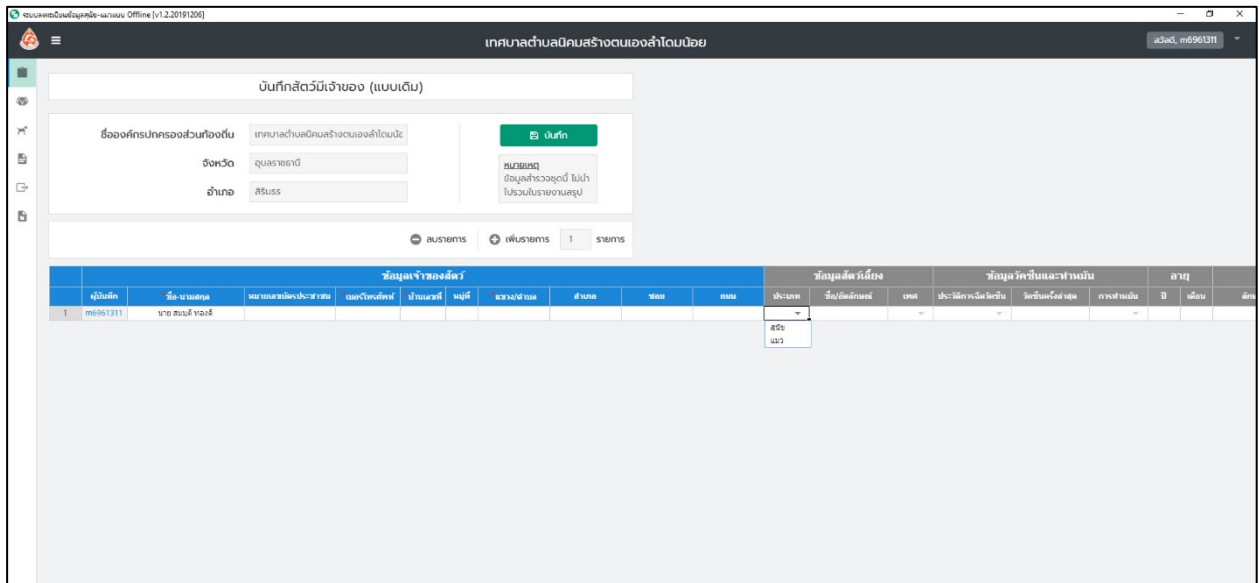 ระบบลงทะเบียนข้อมูลสุนัข-แมวแบบ Offline [v1.2.20191206]
เทศบาลตำบลนิคมสร้างตนเองลำโดมน้อย
สวัสดี, m6961311
บันทึกสัตว์มีเจ้าของ (แบบเดิม)
ชื่อองค์กรปกครองส่วนท้องถิ่น เทศบาลตำบลนิคมสร้างตนเองลำโดมน้อ บันทึก
จังหวัด อุบลราชธานี
อำเภอ สิรินธร
หมายเหตุ
ข้อมูลสำรวจชุดนี้ ไม่นำ
ไปรวมในรายงานสรุป
ลบรายการ เพิ่มรายการ 1 รายการ
ข้อมูลเจ้าของสัตว์ ข้อมูลสัตว์เลี้ยง ข้อมูลวัคซีนและทำหมัน อายุ
ผู้บันทึก *ชื่อ-นามสกุล หมายเลขบัตรประชาชน *เบอร์โทรศัพท์ บ้านเลขที่ หมู่ที่ *แขวง/ตำบล อำเภอ ซอย ถนน ประเภท ชื่อ/อัตลักษณ์ เพศ ประวัติการฉีดวัคซีน วัคซีนครั้งล่าสุด การทำหมัน ปี เดือน
1 m6961311 นาย สมมุติ ทองดี
สุนัข
แมว